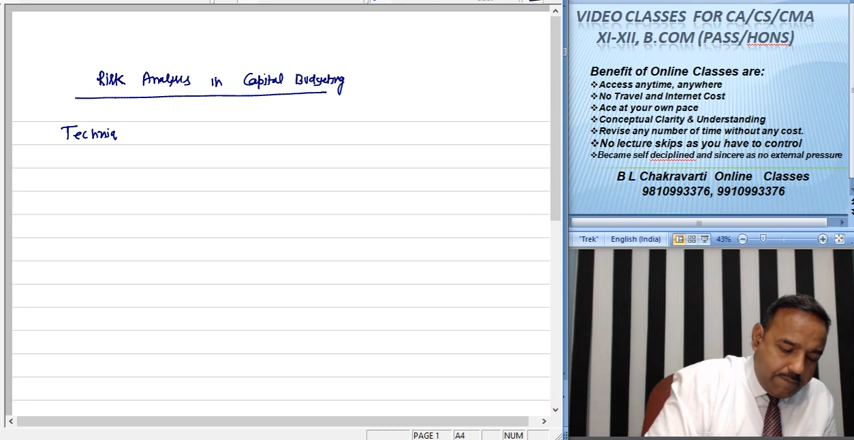 Risk Analysis in Capital Budgeting
Techniq
PAGE 1 A4 NUM
VIDEO CLASSES FOR CA/CS/CMA
XI-XII, B.COM (PASS/HONS)
Benefit of Online Classes are:
❖Access anytime, anywhere
❖No Travel and Internet Cost
❖Ace at your own pace
❖Conceptual Clarity & Understanding
❖Revise any number of time without any cost.
❖No lecture skips as you have to control
❖Became self deciplined and sincere as no external pressure
B L Chakravarti Online Classes
9810993376, 9910993376
"Trek" English (India) 43%